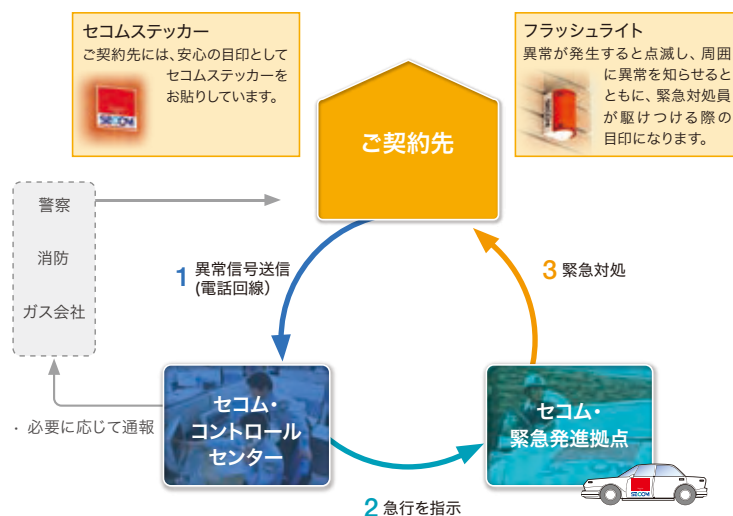 セコムステッカー
ご契約先には、安心の目印として
セコムステッカーを
お貼りしています。
SECOM
フラッシュライト
異常が発生すると点滅し、周囲
に異常を知らせると
ともに、緊急対処員
が駆けつける際の
目印になります。
ご契約先
警察
消防
ガス会社
1 異常信号送信
(電話回線)
3 緊急対処
セコム・
コントロール
センター
セコム・
緊急発進拠点
・ 必要に応じて通報
SECOM
2 急行を指示